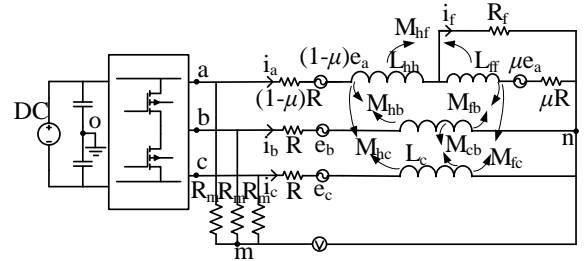 M_hf i_f R_f
a i_a (1-μ)e_a L_hh L_ff μe_a
(1-μ)R M_hb M_fb μR
DC o b i_b R e_b n
M_hc L_c M_cb M_fc
c i_c R e_c
R_m R_m R_m
m V